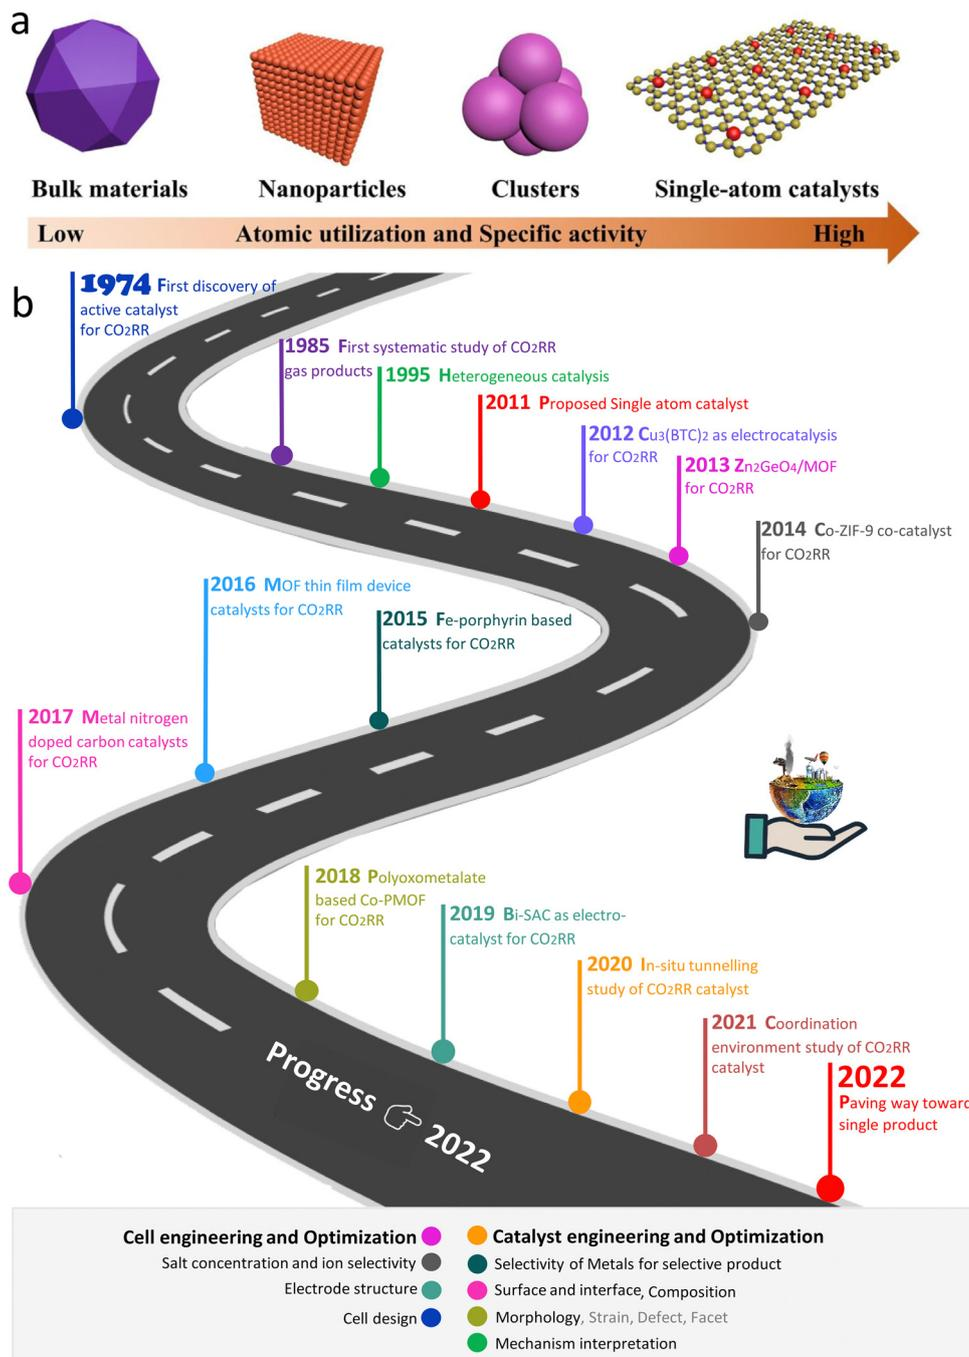 a
Bulk materials
Nanoparticles
Clusters
Single-atom catalysts
Low
Atomic utilization and Specific activity
High
b
1974 First discovery of
active catalyst
for CO2RR
1985 First systematic study of CO2RR
gas products
1995 Heterogeneous catalysis
2011 Proposed Single atom catalyst
2012 Cu3(BTC)2 as electrocatalysis
for CO2RR
2013 Zn2GeO4/MOF
for CO2RR
2014 Co-ZIF-9 co-catalyst
for CO2RR
2016 MOF thin film device
catalysts for CO2RR
2015 Fe-porphyrin based
catalysts for CO2RR
2017 Metal nitrogen
doped carbon catalysts
for CO2RR
2018 Polyoxometalate
based Co-PMOF
for CO2RR
2019 Bi-SAC as electro-
catalyst for CO2RR
2020 In-situ tunnelling
study of CO2RR catalyst
2021 Coordination
environment study of CO2RR
catalyst
2022
Paving way toward
single product
Progress 2022
Cell engineering and Optimization
Salt concentration and ion selectivity
Electrode structure
Cell design
Catalyst engineering and Optimization
Selectivity of Metals for selective product
Surface and interface, Composition
Morphology, Strain, Defect, Facet
Mechanism interpretation